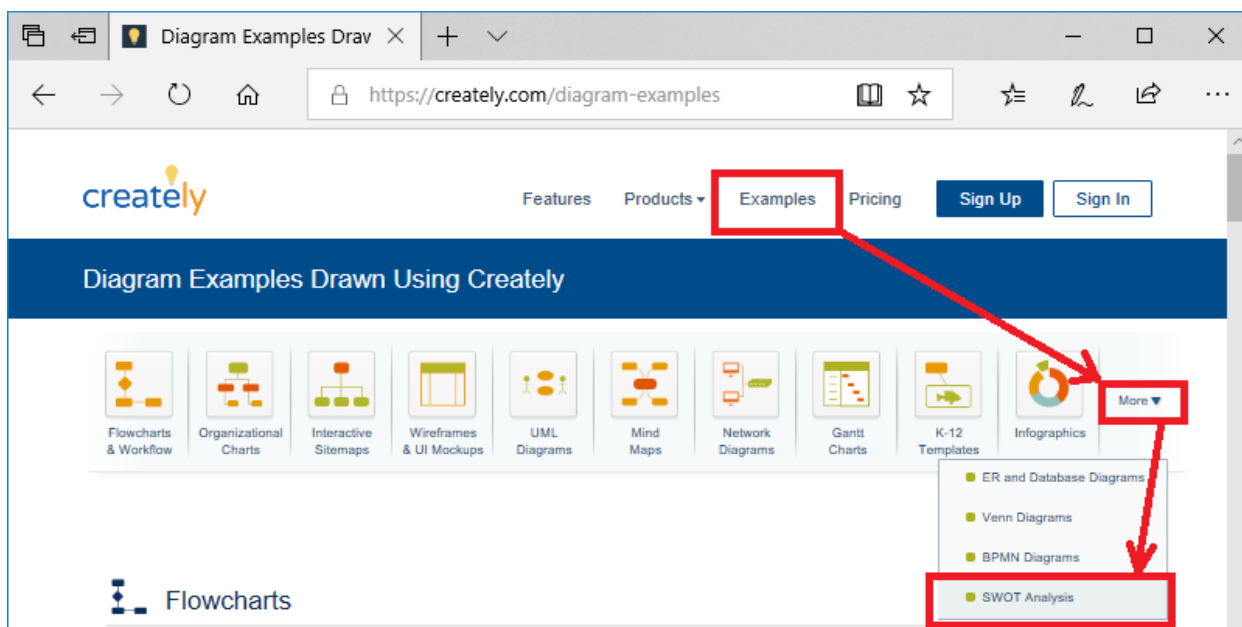 Diagram Examples Drav
https://creately.com/diagram-examples
creately
Features Products Examples Pricing Sign Up Sign In
Diagram Examples Drawn Using Creately
Flowcharts
& Workflow
Organizational
Charts
Interactive
Sitemaps
Wireframes
& UI Mockups
UML
Diagrams
Mind
Maps
Network
Diagrams
Gantt
Charts
K-12
Templates
Infographics
More
ER and Database Diagrams
Venn Diagrams
BPMN Diagrams
SWOT Analysis
Flowcharts